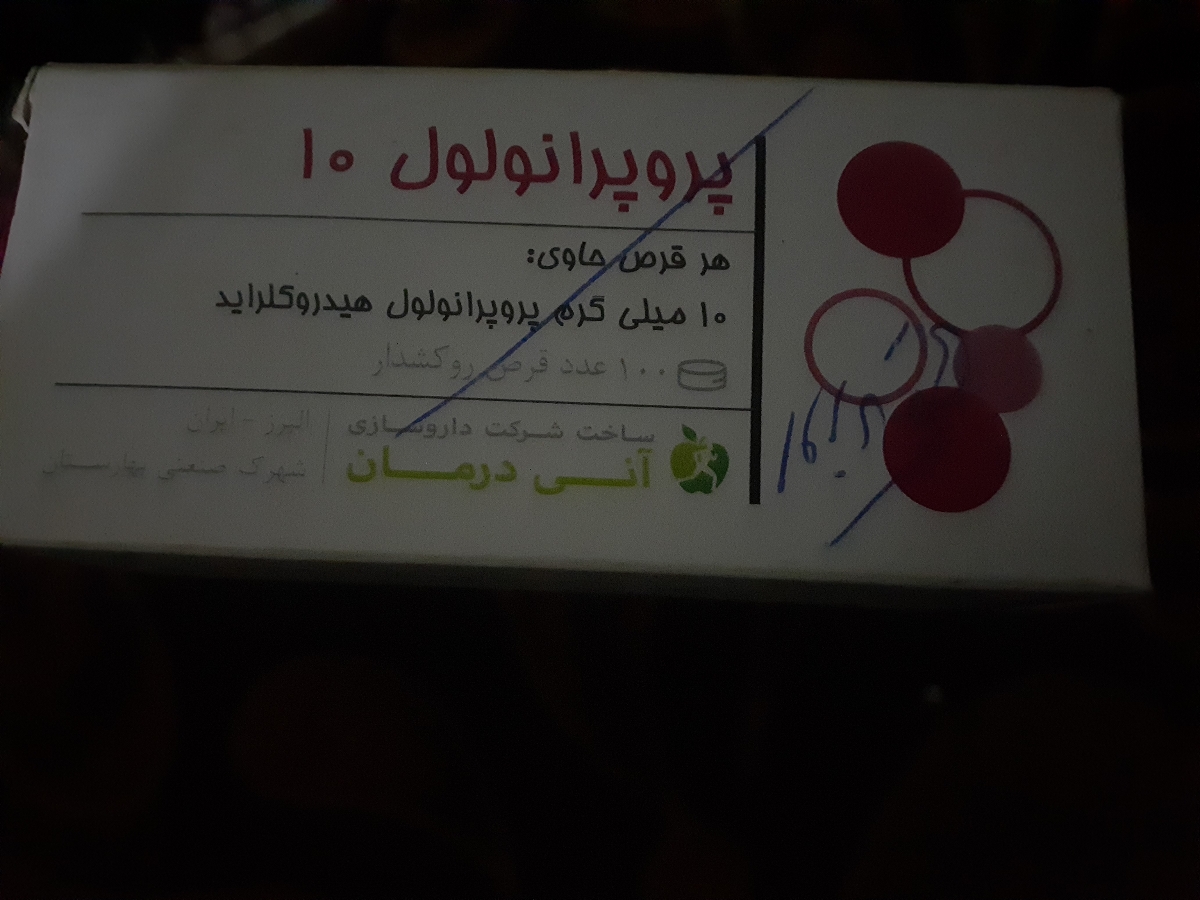 پروپرانولول ۱۰
هر قرص حاوی:
۱۰ میلی گرم پروپرانولول هیدروکلراید
۱۰۰ عدد قرص روکشدار
ساخت شرکت داروسازی
آنی درمان
البرز - ایران
شهرک صنعتی بهارستان